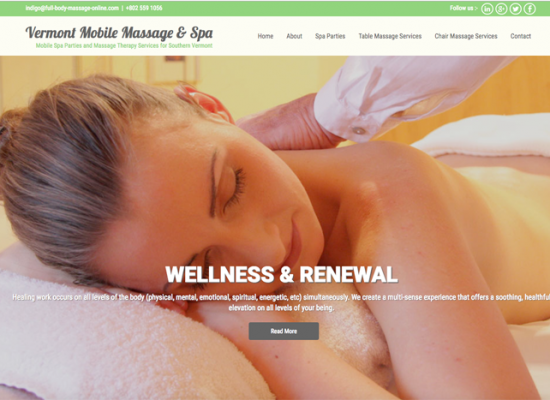 indigo@full-body-massage-online.com | +802 559 1056
Follow us
Vermont Mobile Massage & Spa
Mobile Spa Parties and Massage Therapy Services for Southern Vermont
Home About Spa Parties Table Massage Services Chair Massage Services Contact
WELLNESS & RENEWAL
Healing work occurs on all levels of the body (physical, mental, emotional, spiritual, energetic, etc) simultaneously. We create a multi-sense experience that offers a soothing, healthful
elevation on all levels of your being.
Read More